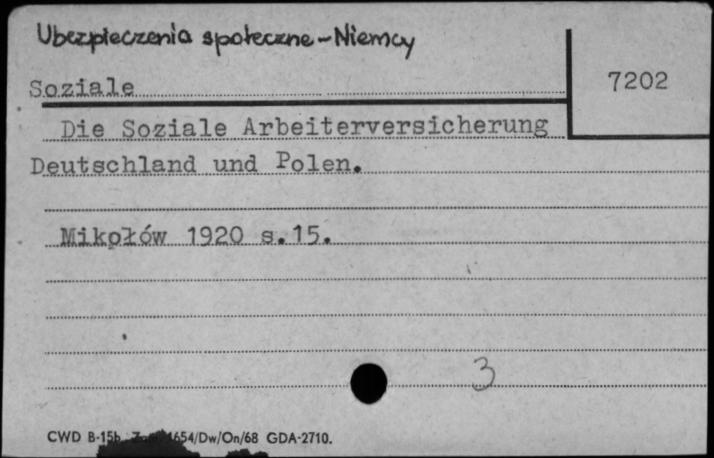 Ubezpieczenia społeczne - Niemcy
7202
Soziale
Die Soziale Arbeiterversicherung
Deutschland und Polen.
Mikołów 1920 s.15.
3
CWD B-15b 1654/Dw/On/68 GDA-2710.